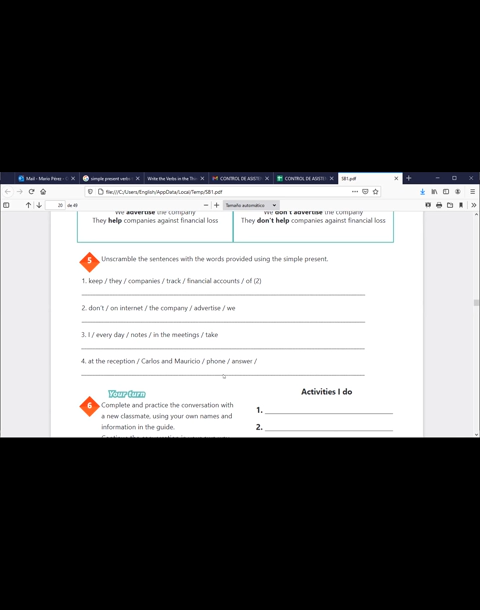 Mail - Maria Pérez -
simple present verbs
Write the Verbs in the
CONTROL DE ASISTE
CONTROL DE ASISTE
SB1.pdf
file:///C:/Users/English/AppData/Local/Temp/SB1.pdf
20 de 49
Tamaño automático
We advertise the company
We don't advertise the company
They help companies against financial loss
They don't help companies against financial loss
5 Unscramble the sentences with the words provided using the simple present.
1. keep / they / companies / track / financial accounts / of (2)
2. don't / on internet / the company / advertise / we
3. I / every day / notes / in the meetings / take
4. at the reception / Carlos and Mauricio / phone / answer /
Your turn
6 Complete and practice the conversation with
a new classmate, using your own names and
information in the guide.
Activities I do
1.
2.